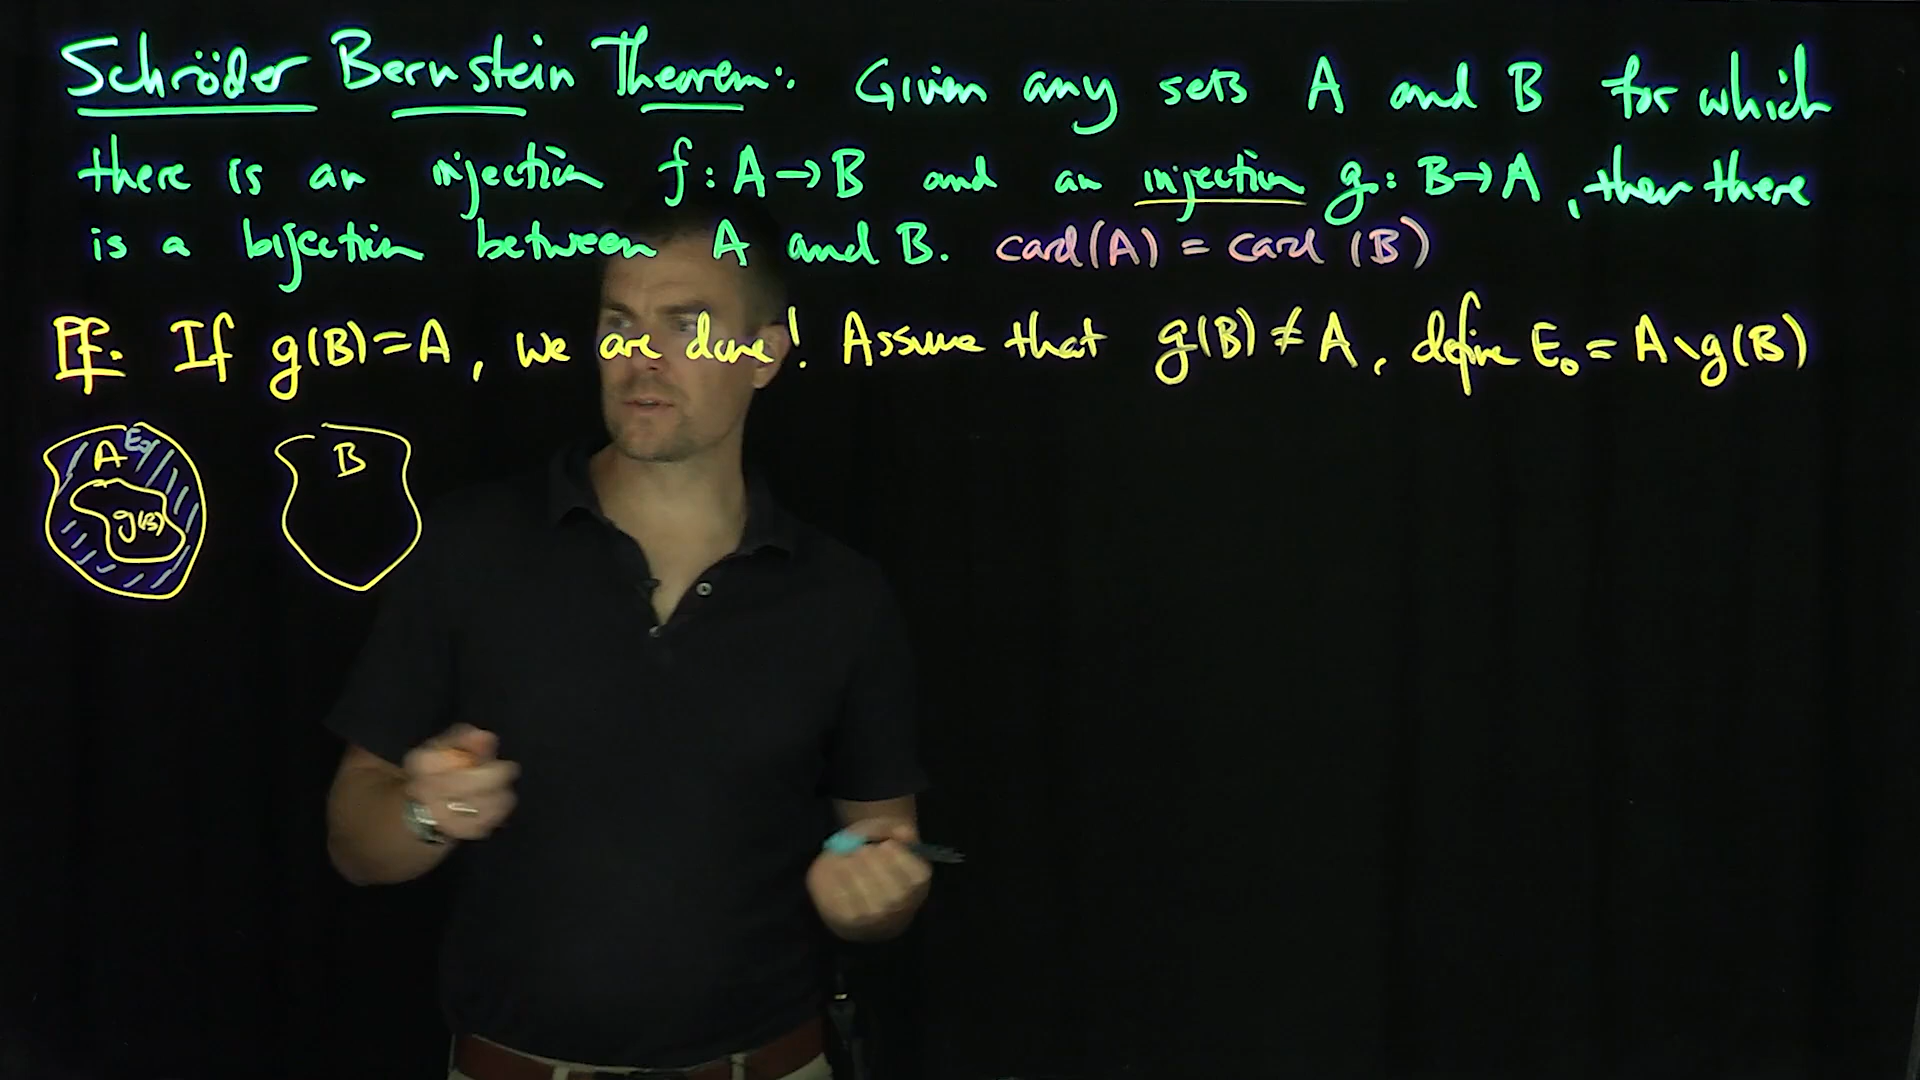 Schröder Bernstein Theorem: Given any sets A and B for which
there is an injection f: A→B and an injection g: B→A, then there
is a bijection between A and B. card(A) = card (B)
Pf. If g(B)=A, we are done! Assume that g(B)≠A, define E₀ = A∖g(B)
A E₀ B
g(B)